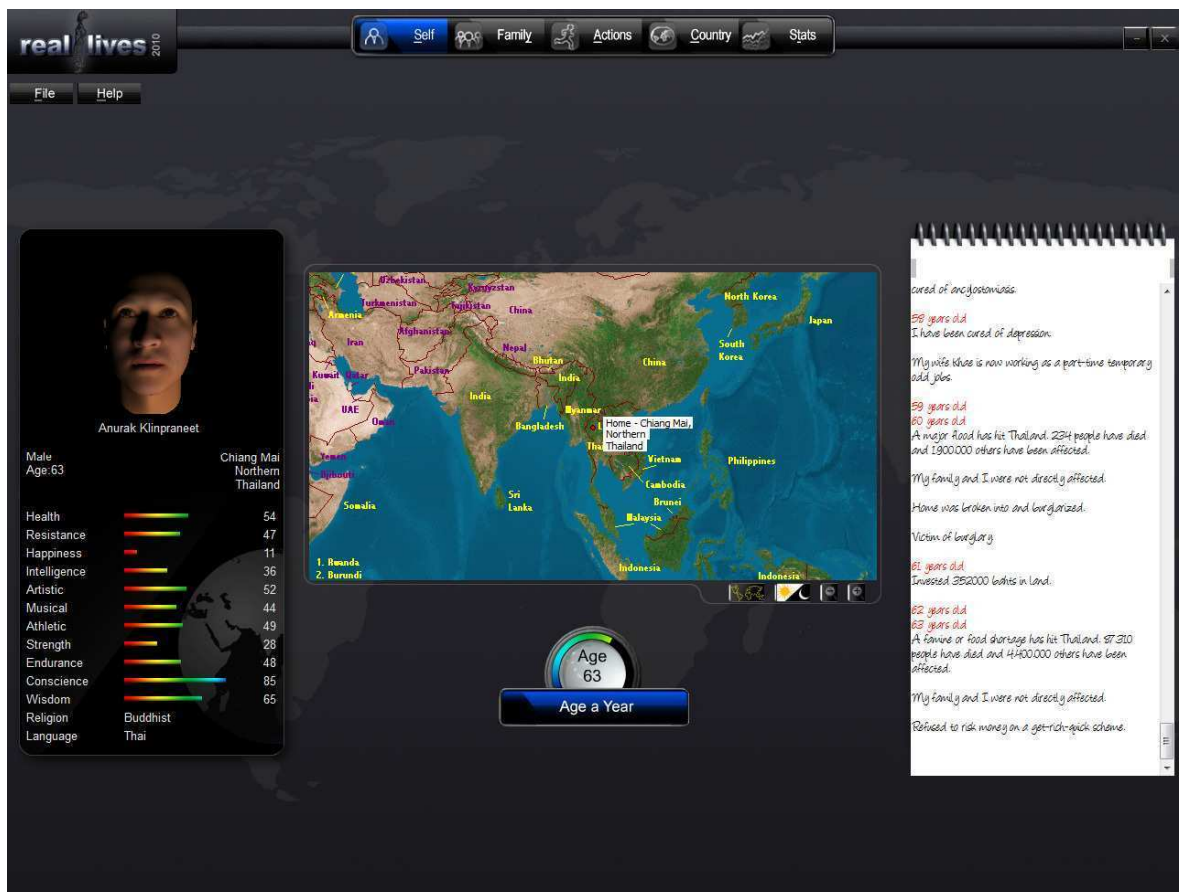 real lives 2010
Self
Family
Actions
Country
Stats
File
Help
Anurak Klinpraneet
Male
Age:63
Chiang Mai
Northern
Thailand
Health 54
Resistance 47
Happiness 11
Intelligence 36
Artistic 52
Musical 44
Athletic 49
Strength 28
Endurance 48
Conscience 85
Wisdom 65
Religion Buddhist
Language Thai
Uzbekistan
Kyrgyzstan
Turkmenistan
Tajikistan
China
North Korea
Armenia
Japan
Afghanistan
Iran
South
Korea
Nepal
Bhutan
China
Kuwait
Qatar
Pakistan
India
India
UAE
Myanmar
Oman
Bangladesh
Home - Chiang Mai,
Northern
Thailand
Yemen
Vietnam
Philippines
Djibouti
Cambodia
Somalia
Sri
Lanka
Brunei
Malaysia
1. Rwanda
2. Burundi
Indonesia
Indonesia
Age
63
Age a Year
cured of ancylostomiasis.
58 years old
I have been cured of depression.
My wife Khae is now working as a part-time temporary
odd jobs.
59 years old
60 years old
A major flood has hit Thailand. 234 people have died
and 1,900,000 others have been affected.
My family and I were not directly affected.
Home was broken into and burglarized.
Victim of burglary
61 years old
Invested 352000 bahts in land.
62 years old
63 years old
A famine or food shortage has hit Thailand. 87,310
people have died and 4,400,000 others have been
affected.
My family and I were not directly affected.
Refused to risk money on a get-rich-quick scheme.